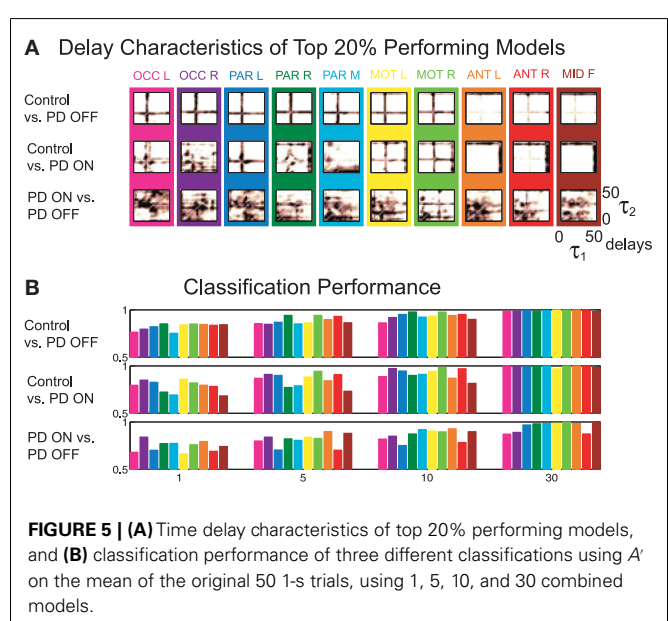 A Delay Characteristics of Top 20% Performing Models
OCC L OCC R PAR L PAR R PAR M MOT L MOT R ANT L ANT R MID F
Control
vs. PD OFF
Control
vs. PD ON
PD ON vs.
PD OFF
50
τ2
0
0 50 delays
τ1
B Classification Performance
Control
vs. PD OFF
1
0.5
Control
vs. PD ON
1
0.5
PD ON vs.
PD OFF
1
0.5
1 5 10 30
FIGURE 5 | (A) Time delay characteristics of top 20% performing models,
and (B) classification performance of three different classifications using A′
on the mean of the original 50 1-s trials, using 1, 5, 10, and 30 combined
models.